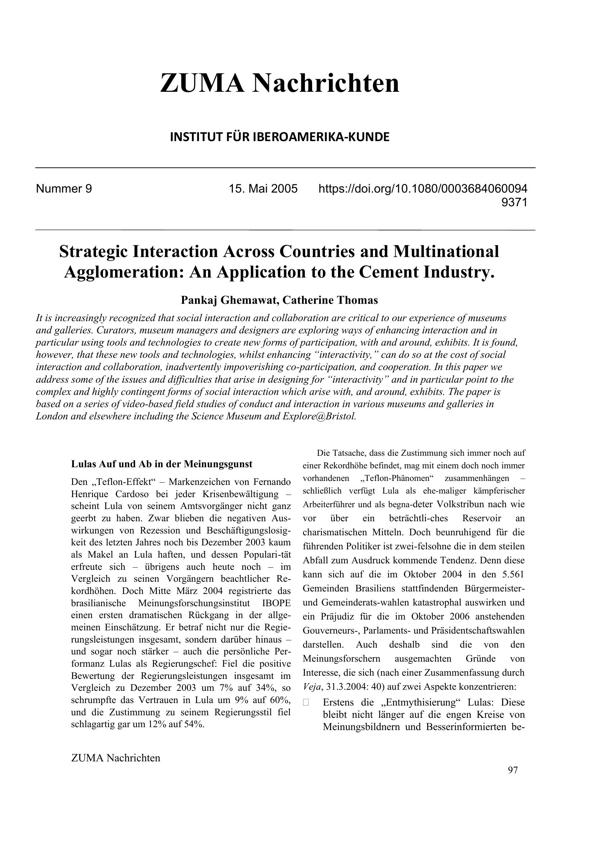 ZUMA Nachrichten
INSTITUT FÜR IBEROAMERIKA-KUNDE
Nummer 9 15. Mai 2005 https://doi.org/10.1080/0003684060094
9371
Strategic Interaction Across Countries and Multinational
Agglomeration: An Application to the Cement Industry.
Pankaj Ghemawat, Catherine Thomas
It is increasingly recognized that social interaction and collaboration are critical to our experience of museums
and galleries. Curators, museum managers and designers are exploring ways of enhancing interaction and in
particular using tools and technologies to create new forms of participation, with and around, exhibits. It is found,
however, that these new tools and technologies, whilst enhancing “interactivity,” can do so at the cost of social
interaction and collaboration, inadvertently impoverishing co-participation, and cooperation. In this paper we
address some of the issues and difficulties that arise in designing for “interactivity” and in particular point to the
complex and highly contingent forms of social interaction which arise with, and around, exhibits. The paper is
based on a series of video-based field studies of conduct and interaction in various museums and galleries in
London and elsewhere including the Science Museum and Explore@Bristol.
Lulas Auf und Ab in der Meinungsgunst
Den „Teflon-Effekt“ – Markenzeichen von Fernando
Henrique Cardoso bei jeder Krisenbewältigung –
scheint Lula von seinem Amtsvorgänger nicht ganz
geerbt zu haben. Zwar blieben die negativen Aus-
wirkungen von Rezession und Beschäftigungslosig-
keit des letzten Jahres noch bis Dezember 2003 kaum
als Makel an Lula haften, und dessen Populari-tät
erfreute sich – übrigens auch heute noch – im
Vergleich zu seinen Vorgängern beachtlicher Re-
kordhöhen. Doch Mitte März 2004 registrierte das
brasilianische Meinungsforschungsinstitut IBOPE
einen ersten dramatischen Rückgang in der allge-
meinen Einschätzung. Er betraf nicht nur die Regie-
rungsleistungen insgesamt, sondern darüber hinaus –
und sogar noch stärker – auch die persönliche Per-
formanz Lulas als Regierungschef: Fiel die positive
Bewertung der Regierungsleistungen insgesamt im
Vergleich zu Dezember 2003 um 7% auf 34%, so
schrumpfte das Vertrauen in Lula um 9% auf 60%,
und die Zustimmung zu seinem Regierungsstil fiel
schlagartig gar um 12% auf 54%.
Die Tatsache, dass die Zustimmung sich immer noch auf
einer Rekordhöhe befindet, mag mit einem doch noch immer
vorhandenen „Teflon-Phänomen“ zusammenhängen –
schließlich verfügt Lula als ehe-maliger kämpferischer
Arbeiterführer und als begna-deter Volkstribun nach wie
vor über ein beträchtli-ches Reservoir an
charismatischen Mitteln. Doch beunruhigend für die
führenden Politiker ist zwei-felsohne die in dem steilen
Abfall zum Ausdruck kommende Tendenz. Denn diese
kann sich auf die im Oktober 2004 in den 5.561
Gemeinden Brasiliens stattfindenden Bürgermeister-
und Gemeinderats-wahlen katastrophal auswirken und
ein Präjudiz für die im Oktober 2006 anstehenden
Gouverneurs-, Parlaments- und Präsidentschaftswahlen
darstellen. Auch deshalb sind die von den
Meinungsforschern ausgemachten Gründe von
Interesse, die sich (nach einer Zusammenfassung durch
Veja, 31.3.2004: 40) auf zwei Aspekte konzentrieren:
Erstens die „Entmythisierung“ Lulas: Diese
bleibt nicht länger auf die engen Kreise von
Meinungsbildnern und Besserinformierten be-
ZUMA Nachrichten
97